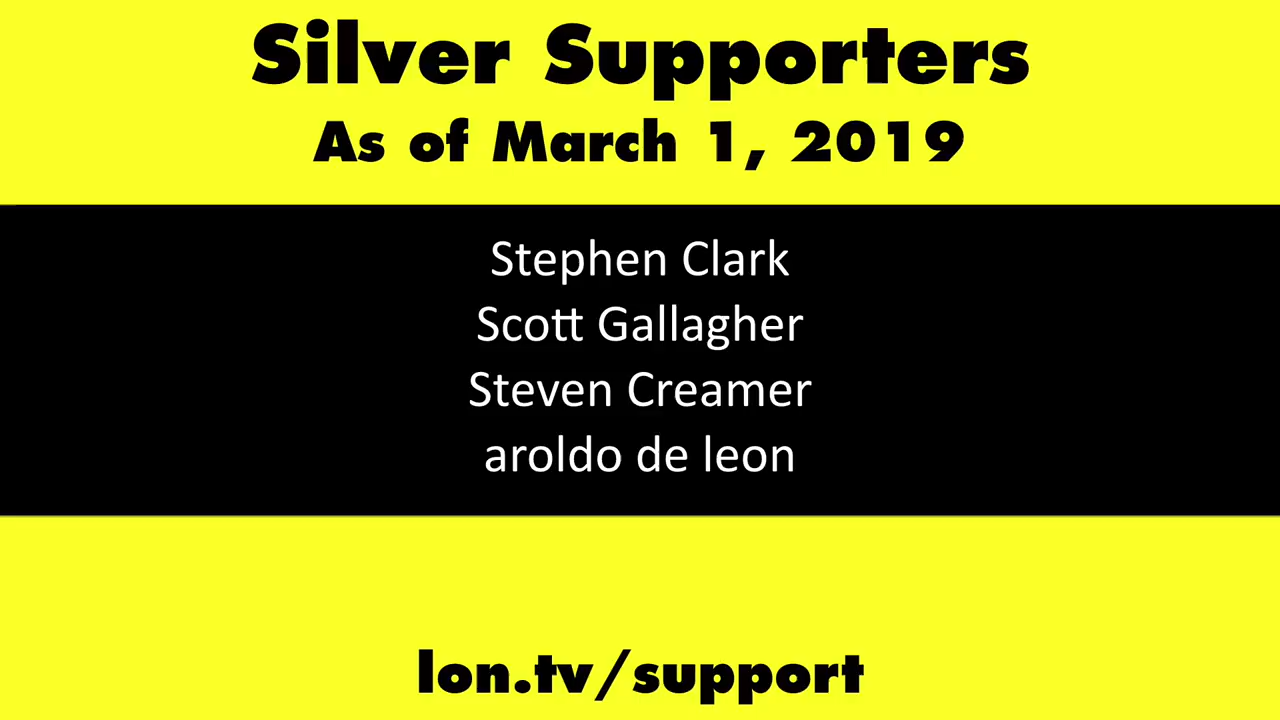 Silver Supporters
As of March 1, 2019
Stephen Clark
Scott Gallagher
Steven Creamer
aroldo de leon
lon.tv/support